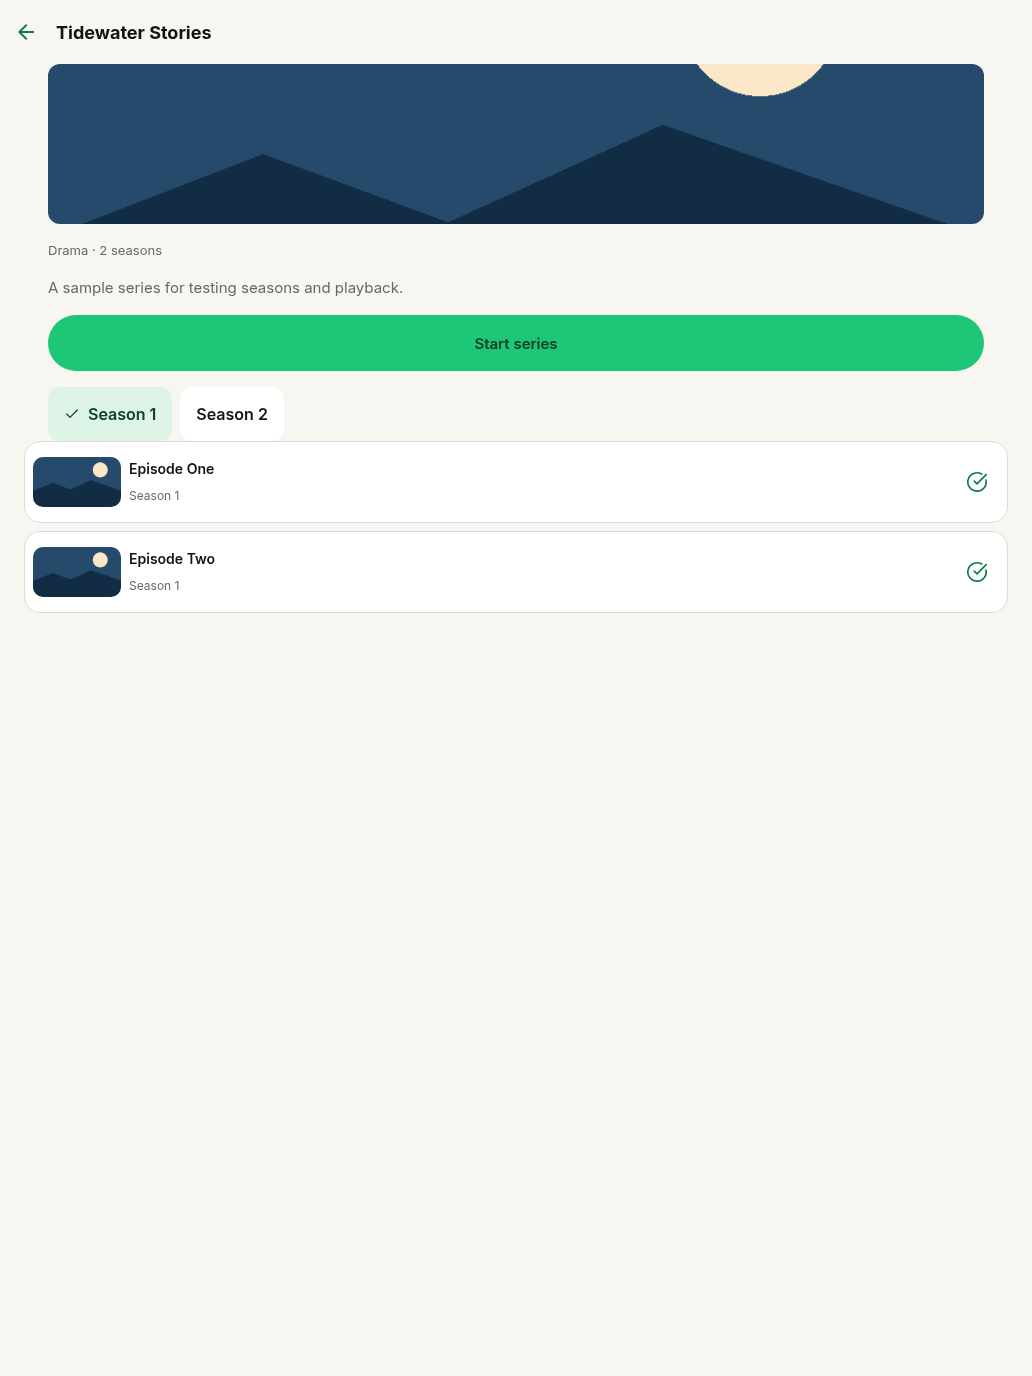 Tidewater Stories
Drama · 2 seasons
A sample series for testing seasons and playback.
Start series
Season 1
Season 2
Episode One
Season 1
Episode Two
Season 1